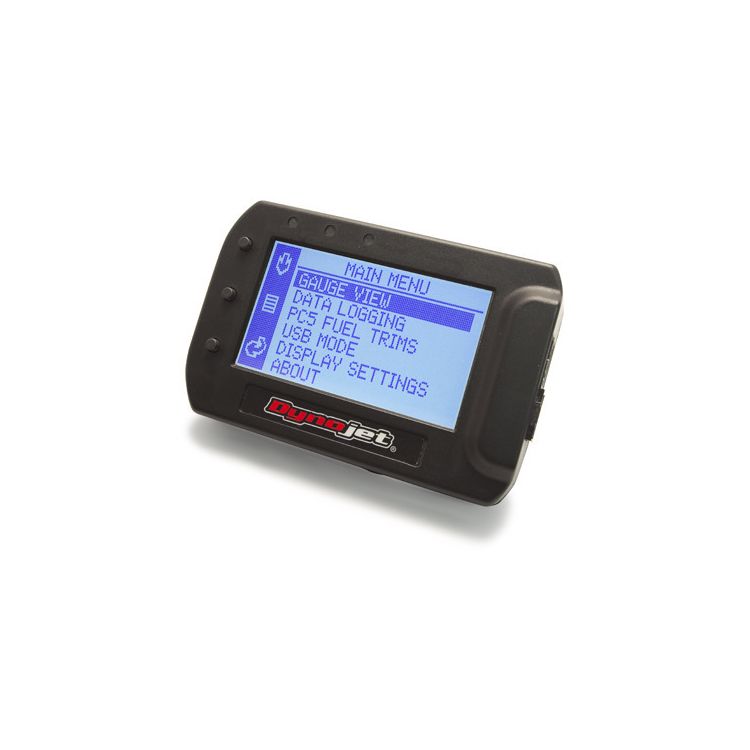 MAIN MENU
GAUGE VIEW
DATA LOGGING
PC5 FUEL TRIMS
USB MODE
DISPLAY SETTINGS
ABOUT
Dynojet®